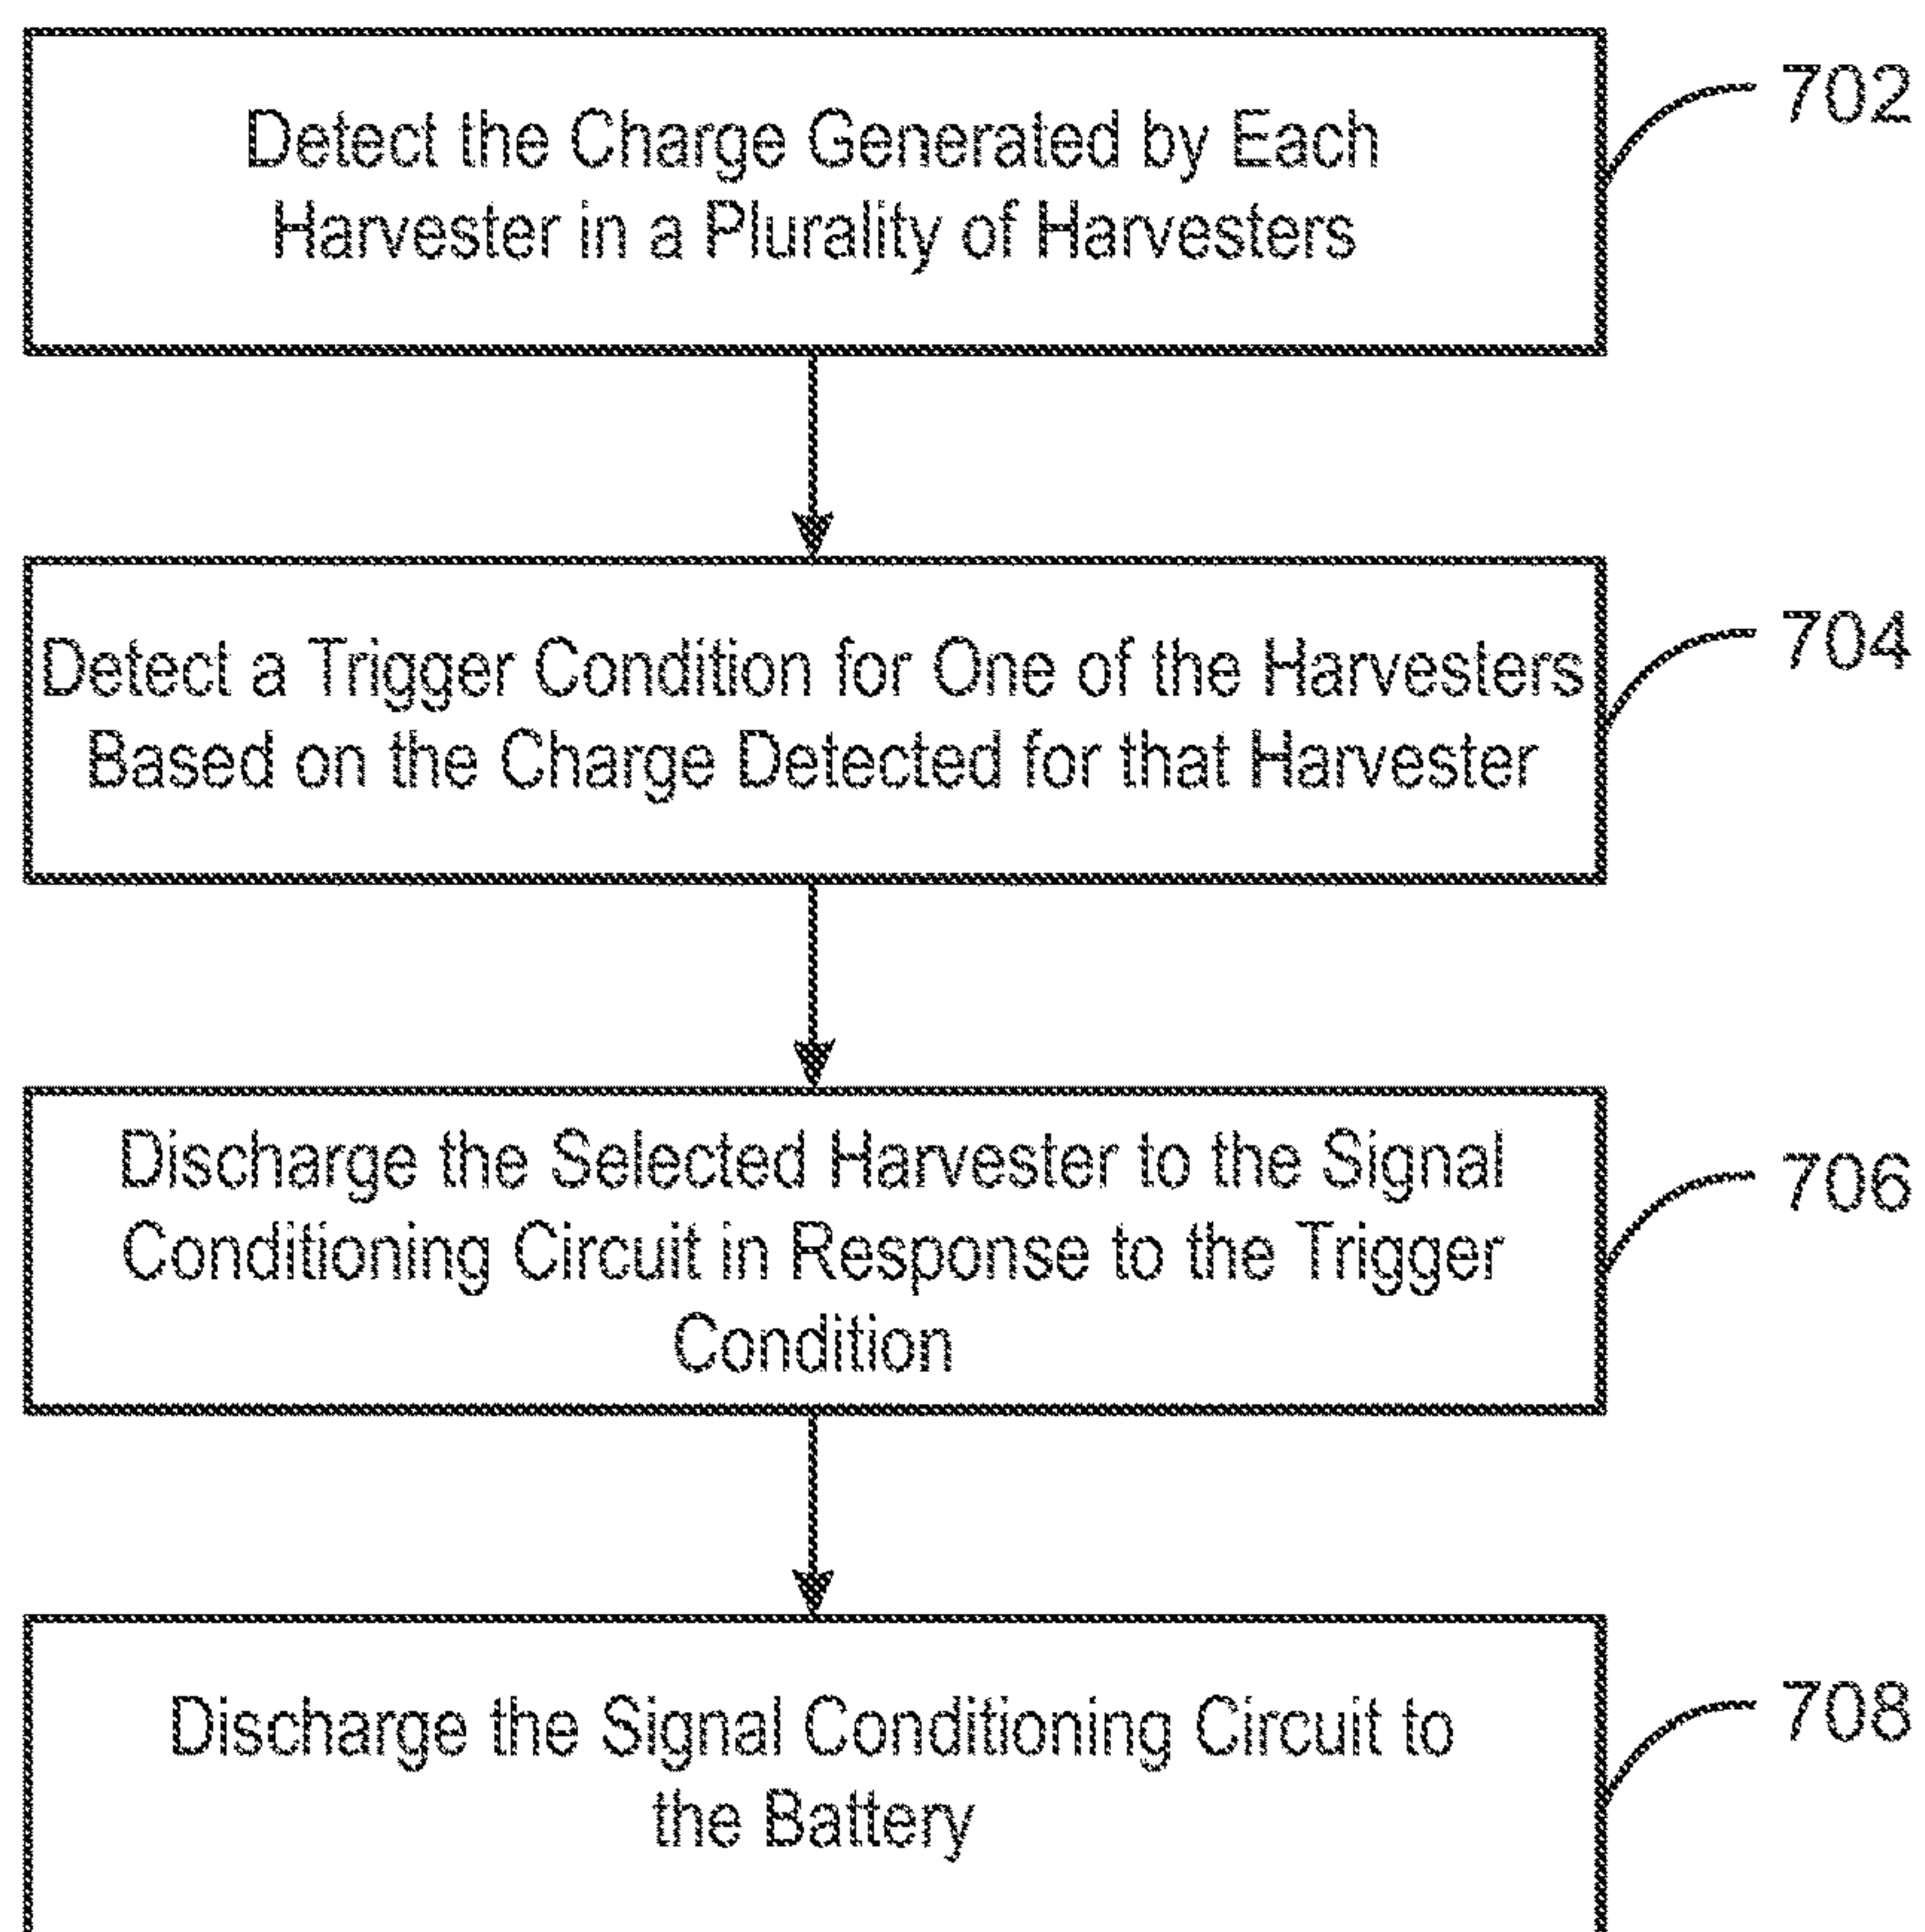 Detect the Charge Generated by Each
Harvester in a Plurality of Harvesters
702
Detect a Trigger Condition for One of the Harvesters
Based on the Charge Detected for that Harvester
704
Discharge the Selected Harvester to the Signal
Conditioning Circuit in Response to the Trigger
Condition
706
Discharge the Signal Conditioning Circuit to
the Battery
708